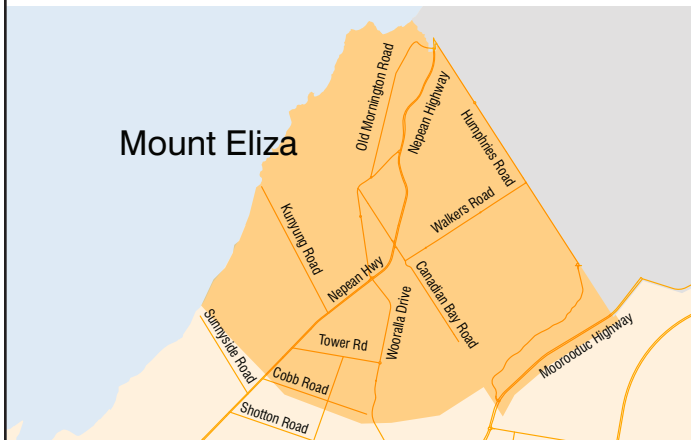 Old Mornington Road
Nepean Highway
Mount Eliza
Humphries Road
Walkers Road
Kunyung Road
Nepean Hwy
Canadian Bay Road
Wooralla Drive
Sunnyside Road
Tower Rd
Moorooduc Highway
Cobb Road
Shotton Road